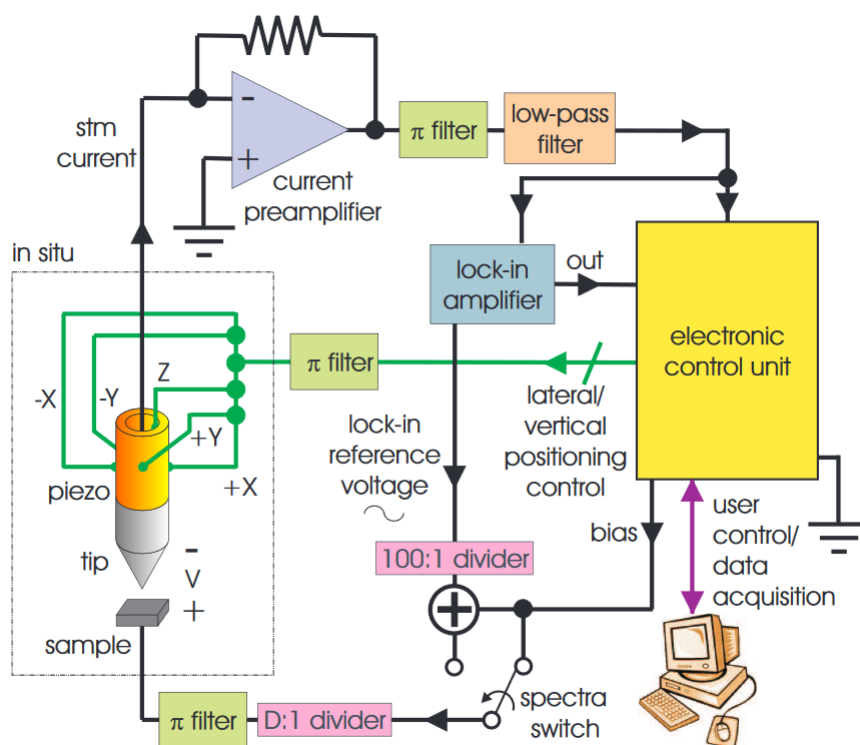 stm
current
-
+
current
preamplifier
π filter
low-pass
filter
in situ
lock-in
amplifier
out
electronic
control unit
-X
-Y
Z
+Y
+X
π filter
lateral/
vertical
positioning
control
lock-in
reference
voltage
piezo
tip
-
V
+
sample
bias
user
control/
data
acquisition
100:1 divider
+
spectra
switch
π filter
D:1 divider